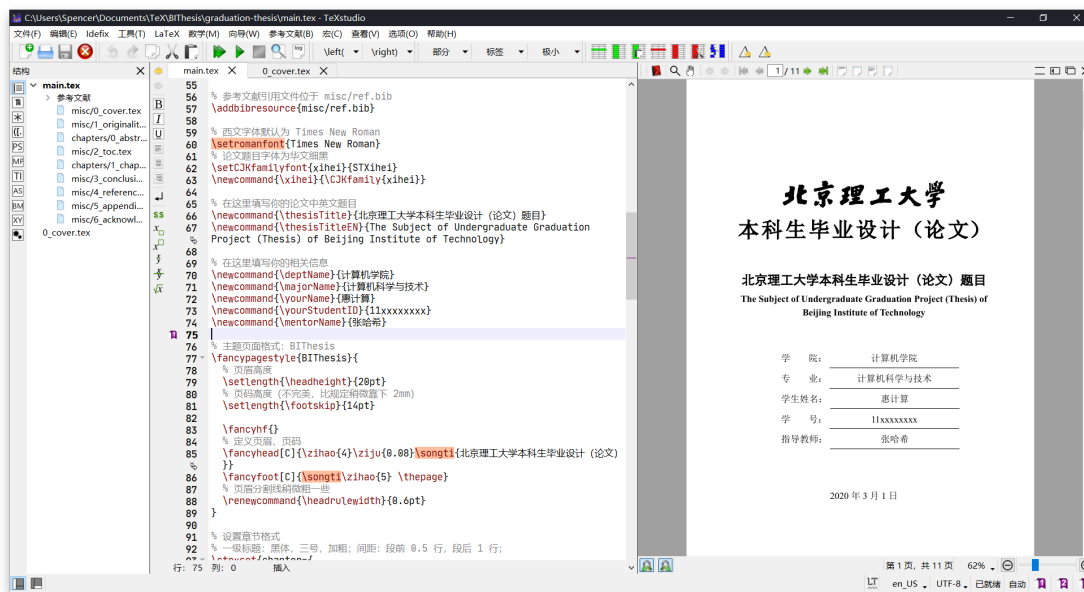 C:\Users\Spencer\Documents\TeX\BIThesis\graduation-thesis\main.tex - TeXstudio
文件(F) 编辑(E) Idefix 工具(T) LaTeX 数学(M) 向导(W) 参考文献(B) 宏(C) 查看(V) 选项(O) 帮助(H)
\left( \right) 部分 标签 极小
结构
main.tex
参考文献
misc/0_cover.tex
misc/1_originalit...
chapters/0_abstr...
misc/2_toc.tex
chapters/1_chap...
misc/3_conclusi...
misc/4_referenc...
misc/5_appendi...
misc/6_acknowl...
0_cover.tex
main.tex 0_cover.tex
55
56 % 参考文献引用文件位于 misc/ref.bib
57 \addbibresource{misc/ref.bib}
58
59 % 西文字体默认为 Times New Roman
60 \setromanfont{Times New Roman}
61 % 论文题目字体为华文细黑
62 \setCJKfamilyfont{xihei}{STXihei}
63 \newcommand{\xihei}{\CJKfamily{xihei}}
64
65 % 在这里填写你的论文中英文题目
66 \newcommand{\thesisTitle}{北京理工大学本科生毕业设计（论文）题目}
67 \newcommand{\thesisTitleEN}{The Subject of Undergraduate Graduation
Project (Thesis) of Beijing Institute of Technology}
68
69 % 在这里填写你的相关信息
70 \newcommand{\deptName}{计算机学院}
71 \newcommand{\majorName}{计算机科学与技术}
72 \newcommand{\yourName}{惠计算}
73 \newcommand{\yourStudentID}{11xxxxxxxx}
74 \newcommand{\mentorName}{张哈希}
75
76 % 主题页面格式: BIThesis
77 \fancypagestyle{BIThesis}{
78 % 页眉高度
79 \setlength{\headheight}{20pt}
80 % 页码高度（不完美，比规定稍微靠下 2mm）
81 \setlength{\footskip}{14pt}
82
83 \fancyhf{}
84 % 定义页眉、页码
85 \fancyhead[C]{\zihao{4}\ziju{0.08}\songti{北京理工大学本科生毕业设计（论文）
}}
86 \fancyfoot[C]{\songti\zihao{5} \thepage}
87 % 页眉分割线稍微粗一些
88 \renewcommand{\headrulewidth}{0.6pt}
89 }
90
91 % 设置章节格式
92 % 一级标题: 黑体, 三号, 加粗; 间距: 段前 0.5 行, 段后 1 行;
行: 75 列: 0 插入
1 / 11
北京理工大学
本科生毕业设计（论文）
北京理工大学本科生毕业设计（论文）题目
The Subject of Undergraduate Graduation Project (Thesis) of
Beijing Institute of Technology
学 院: 计算机学院
专 业: 计算机科学与技术
学生姓名: 惠计算
学 号: 11xxxxxxxx
指导教师: 张哈希
2020 年 3 月 1 日
第 1 页, 共 11 页 62%
LT en_US UTF-8 已就绪 自动